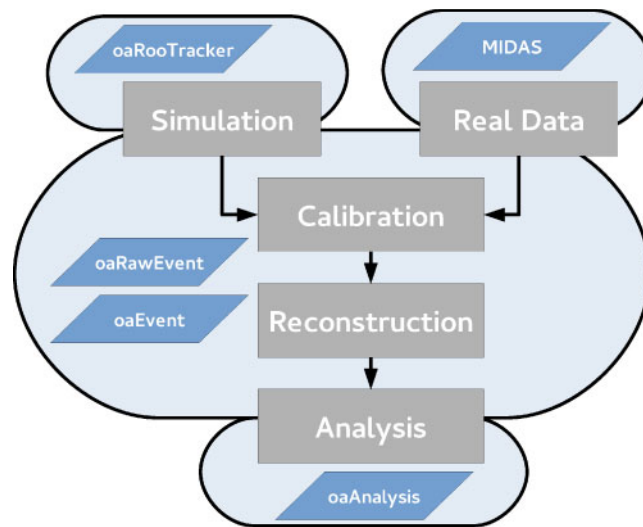 oaRooTracker
MIDAS
Simulation
Real Data
Calibration
oaRawEvent
oaEvent
Reconstruction
Analysis
oaAnalysis